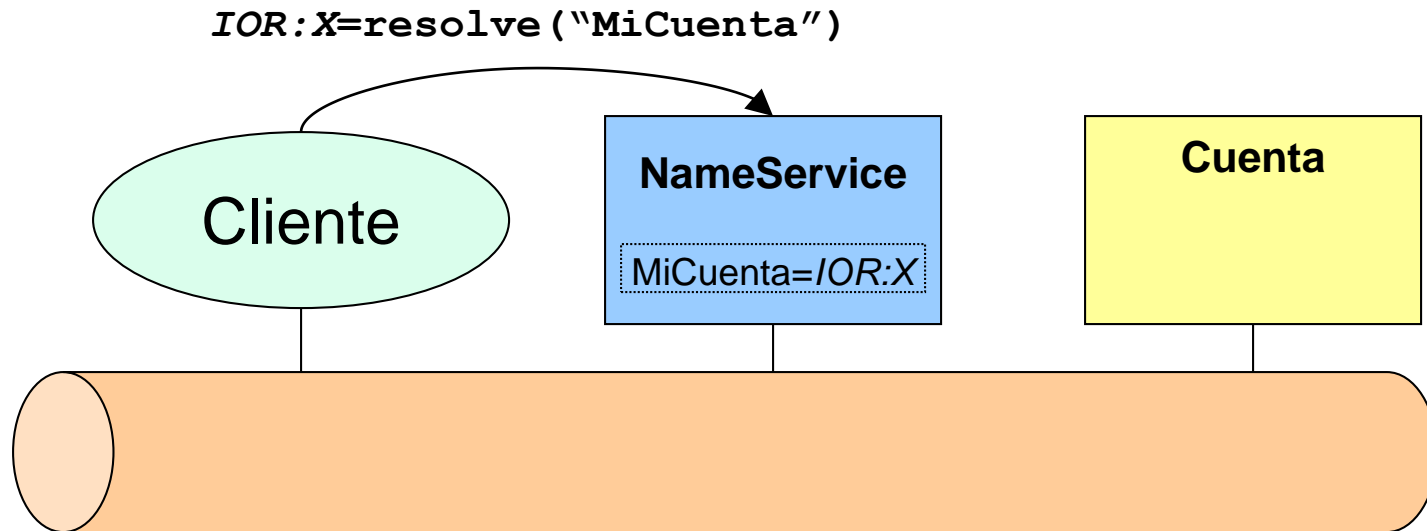 IOR:X=resolve(“MiCuenta”)
Cliente
NameService
MiCuenta=IOR:X
Cuenta